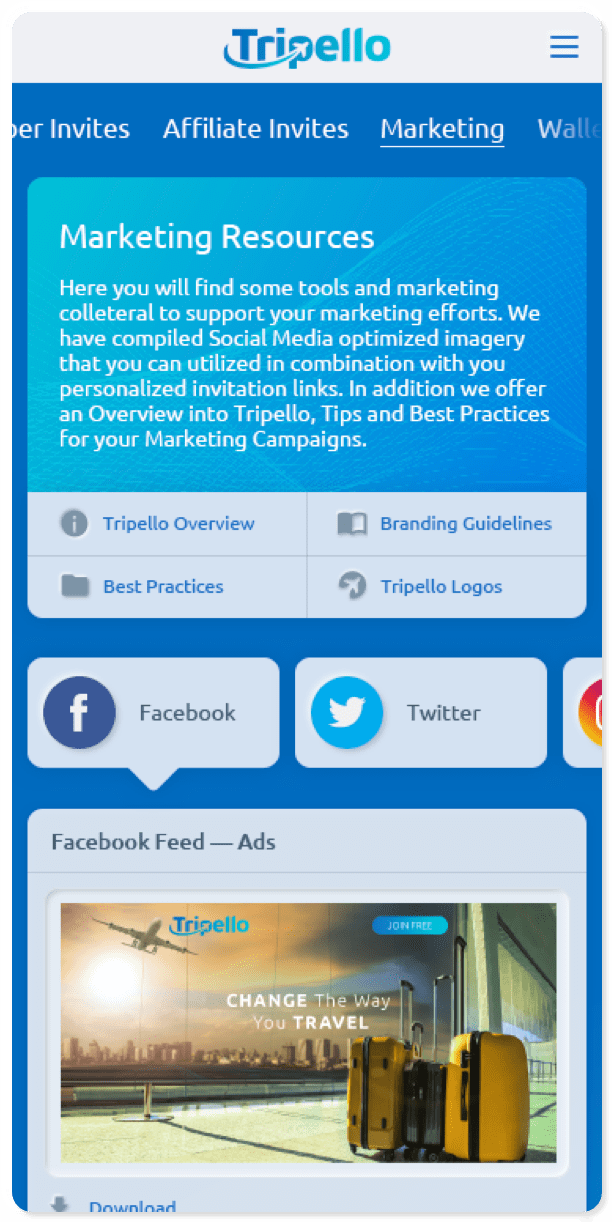 Tripello
per Invites Affiliate Invites Marketing Walle
Marketing Resources
Here you will find some tools and marketing
colleteral to support your marketing efforts. We
have compiled Social Media optimized imagery
that you can utilized in combination with you
personalized invitation links. In addition we offer
an Overview into Tripello, Tips and Best Practices
for your Marketing Campaigns.
Tripello Overview Branding Guidelines
Best Practices Tripello Logos
Facebook Twitter
Facebook Feed — Ads
Tripello JOIN FREE
CHANGE The Way
You TRAVEL
Download